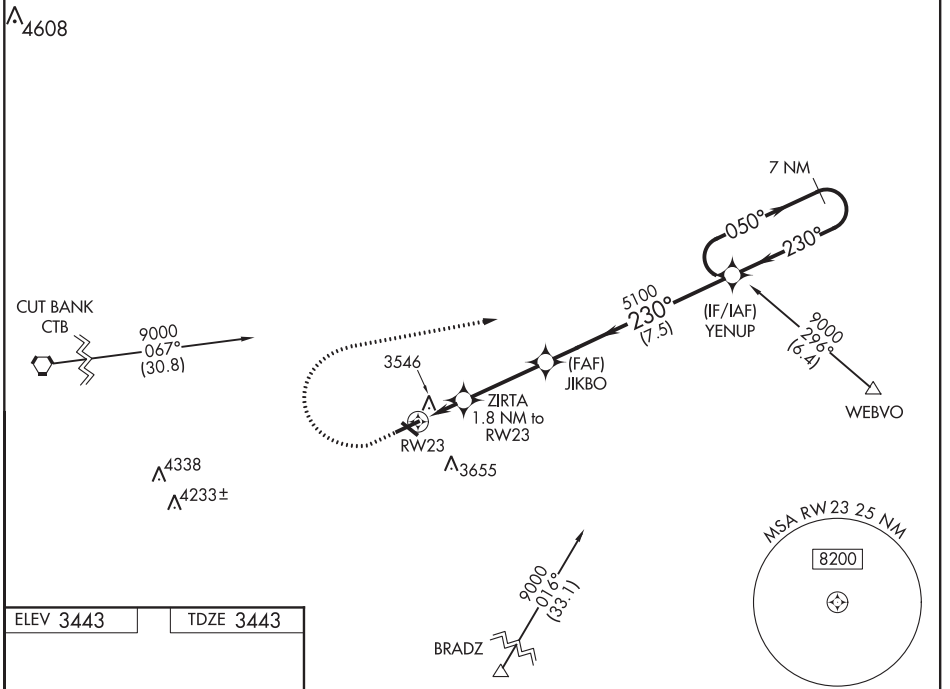 4608
7 NM
050°
230°
CUT BANK
CTB
9000
067°
(30.8)
5100
230°
(7.5)
(IF/IAF)
YENUP
9000
296°
(6.4)
WEBVO
3546
(FAF)
JIKBO
ZIRTA
1.8 NM to
RW23
RW23
3655
4338
4233±
MSA RW 23 25 NM
8200
9000
016°
(33.1)
BRADZ
ELEV 3443
TDZE 3443